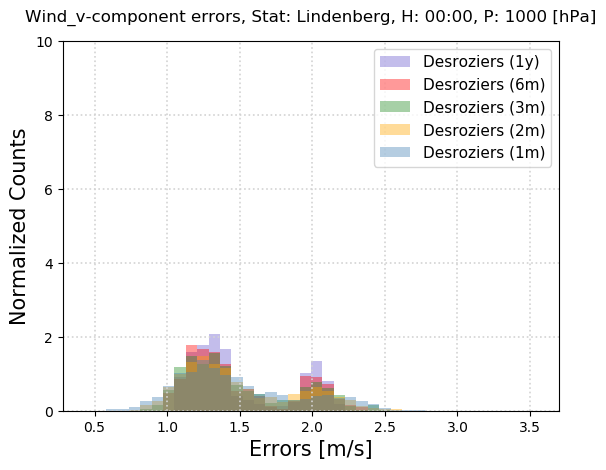 Wind_v-component errors, Stat: Lindenberg, H: 00:00, P: 1000 [hPa]
10
8
6
4
2
0
Normalized Counts
Desroziers (1y)
Desroziers (6m)
Desroziers (3m)
Desroziers (2m)
Desroziers (1m)
0.5 1.0 1.5 2.0 2.5 3.0 3.5
Errors [m/s]